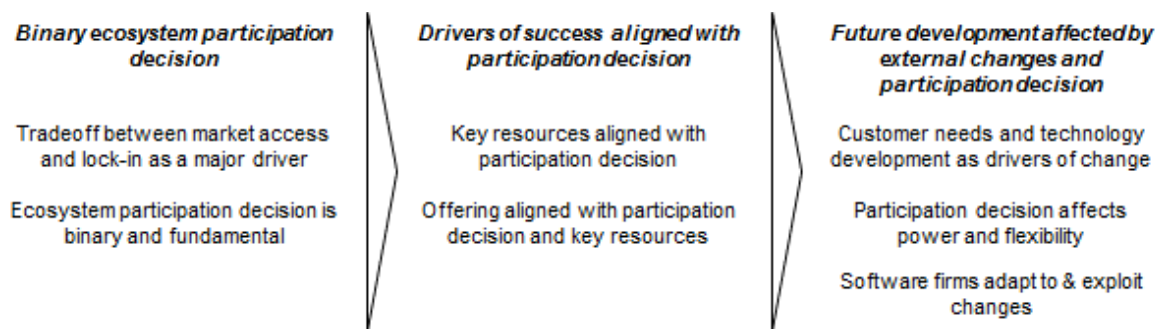 Binary ecosystem participation
decision
Tradeoff between market access
and lock-in as a major driver
Ecosystem participation decision is
binary and fundamental
Drivers of success aligned with
participation decision
Key resources aligned with
participation decision
Offering aligned with participation
decision and key resources
Future development affected by
external changes and
participation decision
Customer needs and technology
development as drivers of change
Participation decision affects
power and flexibility
Software firms adapt to & exploit
changes